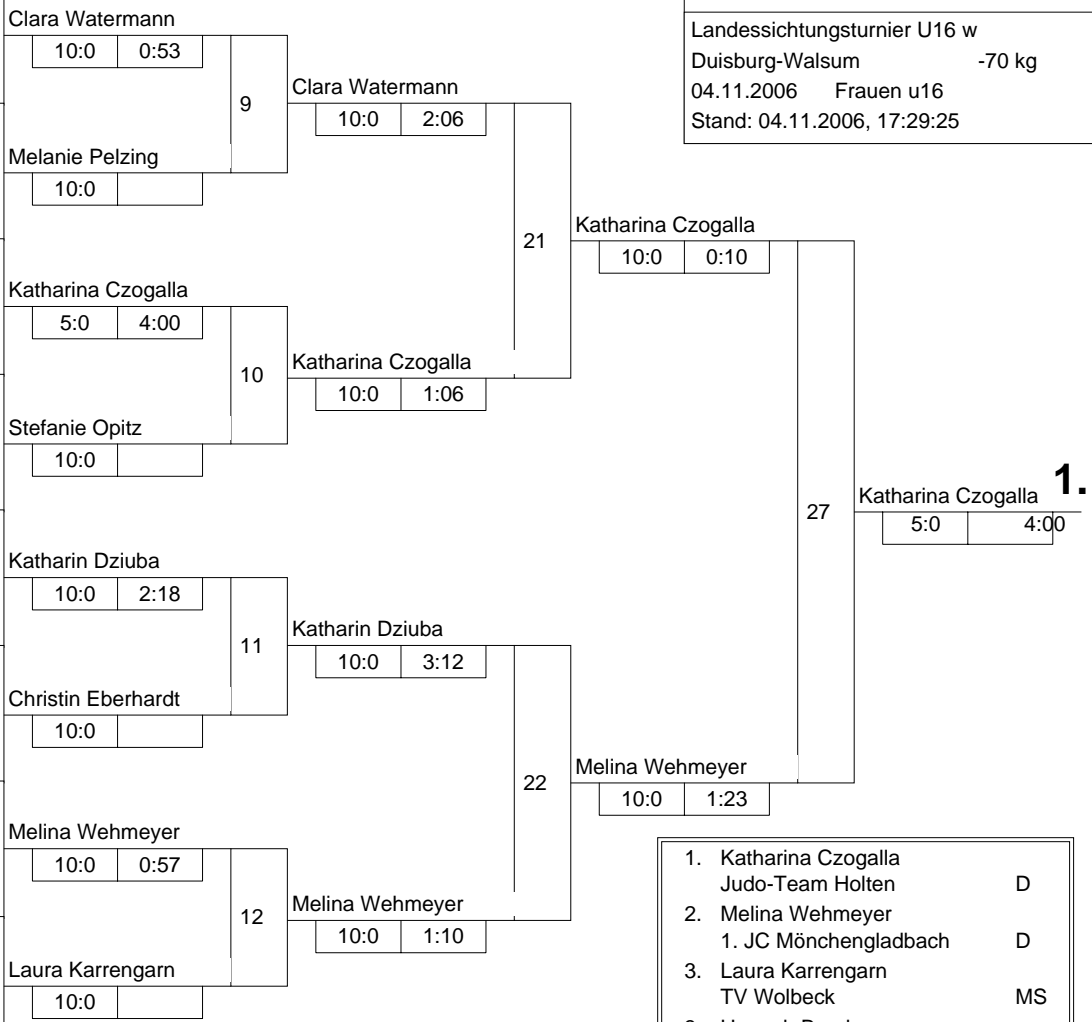 Clara Watermann
10:0 0:53
9
Melanie Pelzing
10:0
Katharina Czogalla
5:0 4:00
10
Stefanie Opitz
10:0
Katharin Dziuba
10:0 2:18
11
Christin Eberhardt
10:0
Melina Wehmeyer
10:0 0:57
12
Laura Karrengarn
10:0
Clara Watermann
10:0 2:06
21
Katharina Czogalla
10:0 1:06
Katharin Dziuba
10:0 3:12
22
Melina Wehmeyer
10:0 1:10
Katharina Czogalla
10:0 0:10
27
Melina Wehmeyer
10:0 1:23
Katharina Czogalla 1.
5:0 4:00
Landessichtungsturnier U16 w
Duisburg-Walsum -70 kg
04.11.2006 Frauen u16
Stand: 04.11.2006, 17:29:25
1. Katharina Czogalla
Judo-Team Holten D
2. Melina Wehmeyer
1. JC Mönchengladbach D
3. Laura Karrengarn
TV Wolbeck MS